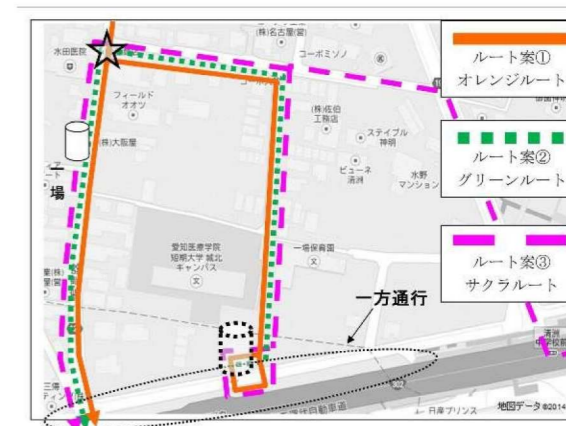 (株)名古屋(営)
水田医院
コーポミソノ
フィールド
オオツ
(株)佐伯
工務店
ステイブル
神明
(株)大阪屋
ビューネ
清洲
水野
マンション
一場
愛知医療学院
短期大学 城北
キャンパス
一場保育園
一方通行
三信
日産プリンス
地図データ ©2014
ルート案①
オレンジルート
ルート案②
グリーンルート
ルート案③
サクラルート